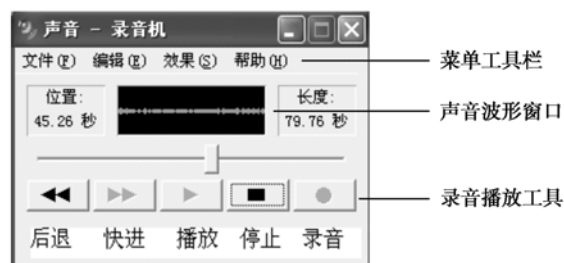 声音 - 录音机
文件(F) 编辑(E) 效果(S) 帮助(H)
菜单工具栏
位置:
45.26 秒
长度:
79.76 秒
声音波形窗口
录音播放工具
后退 快进 播放 停止 录音